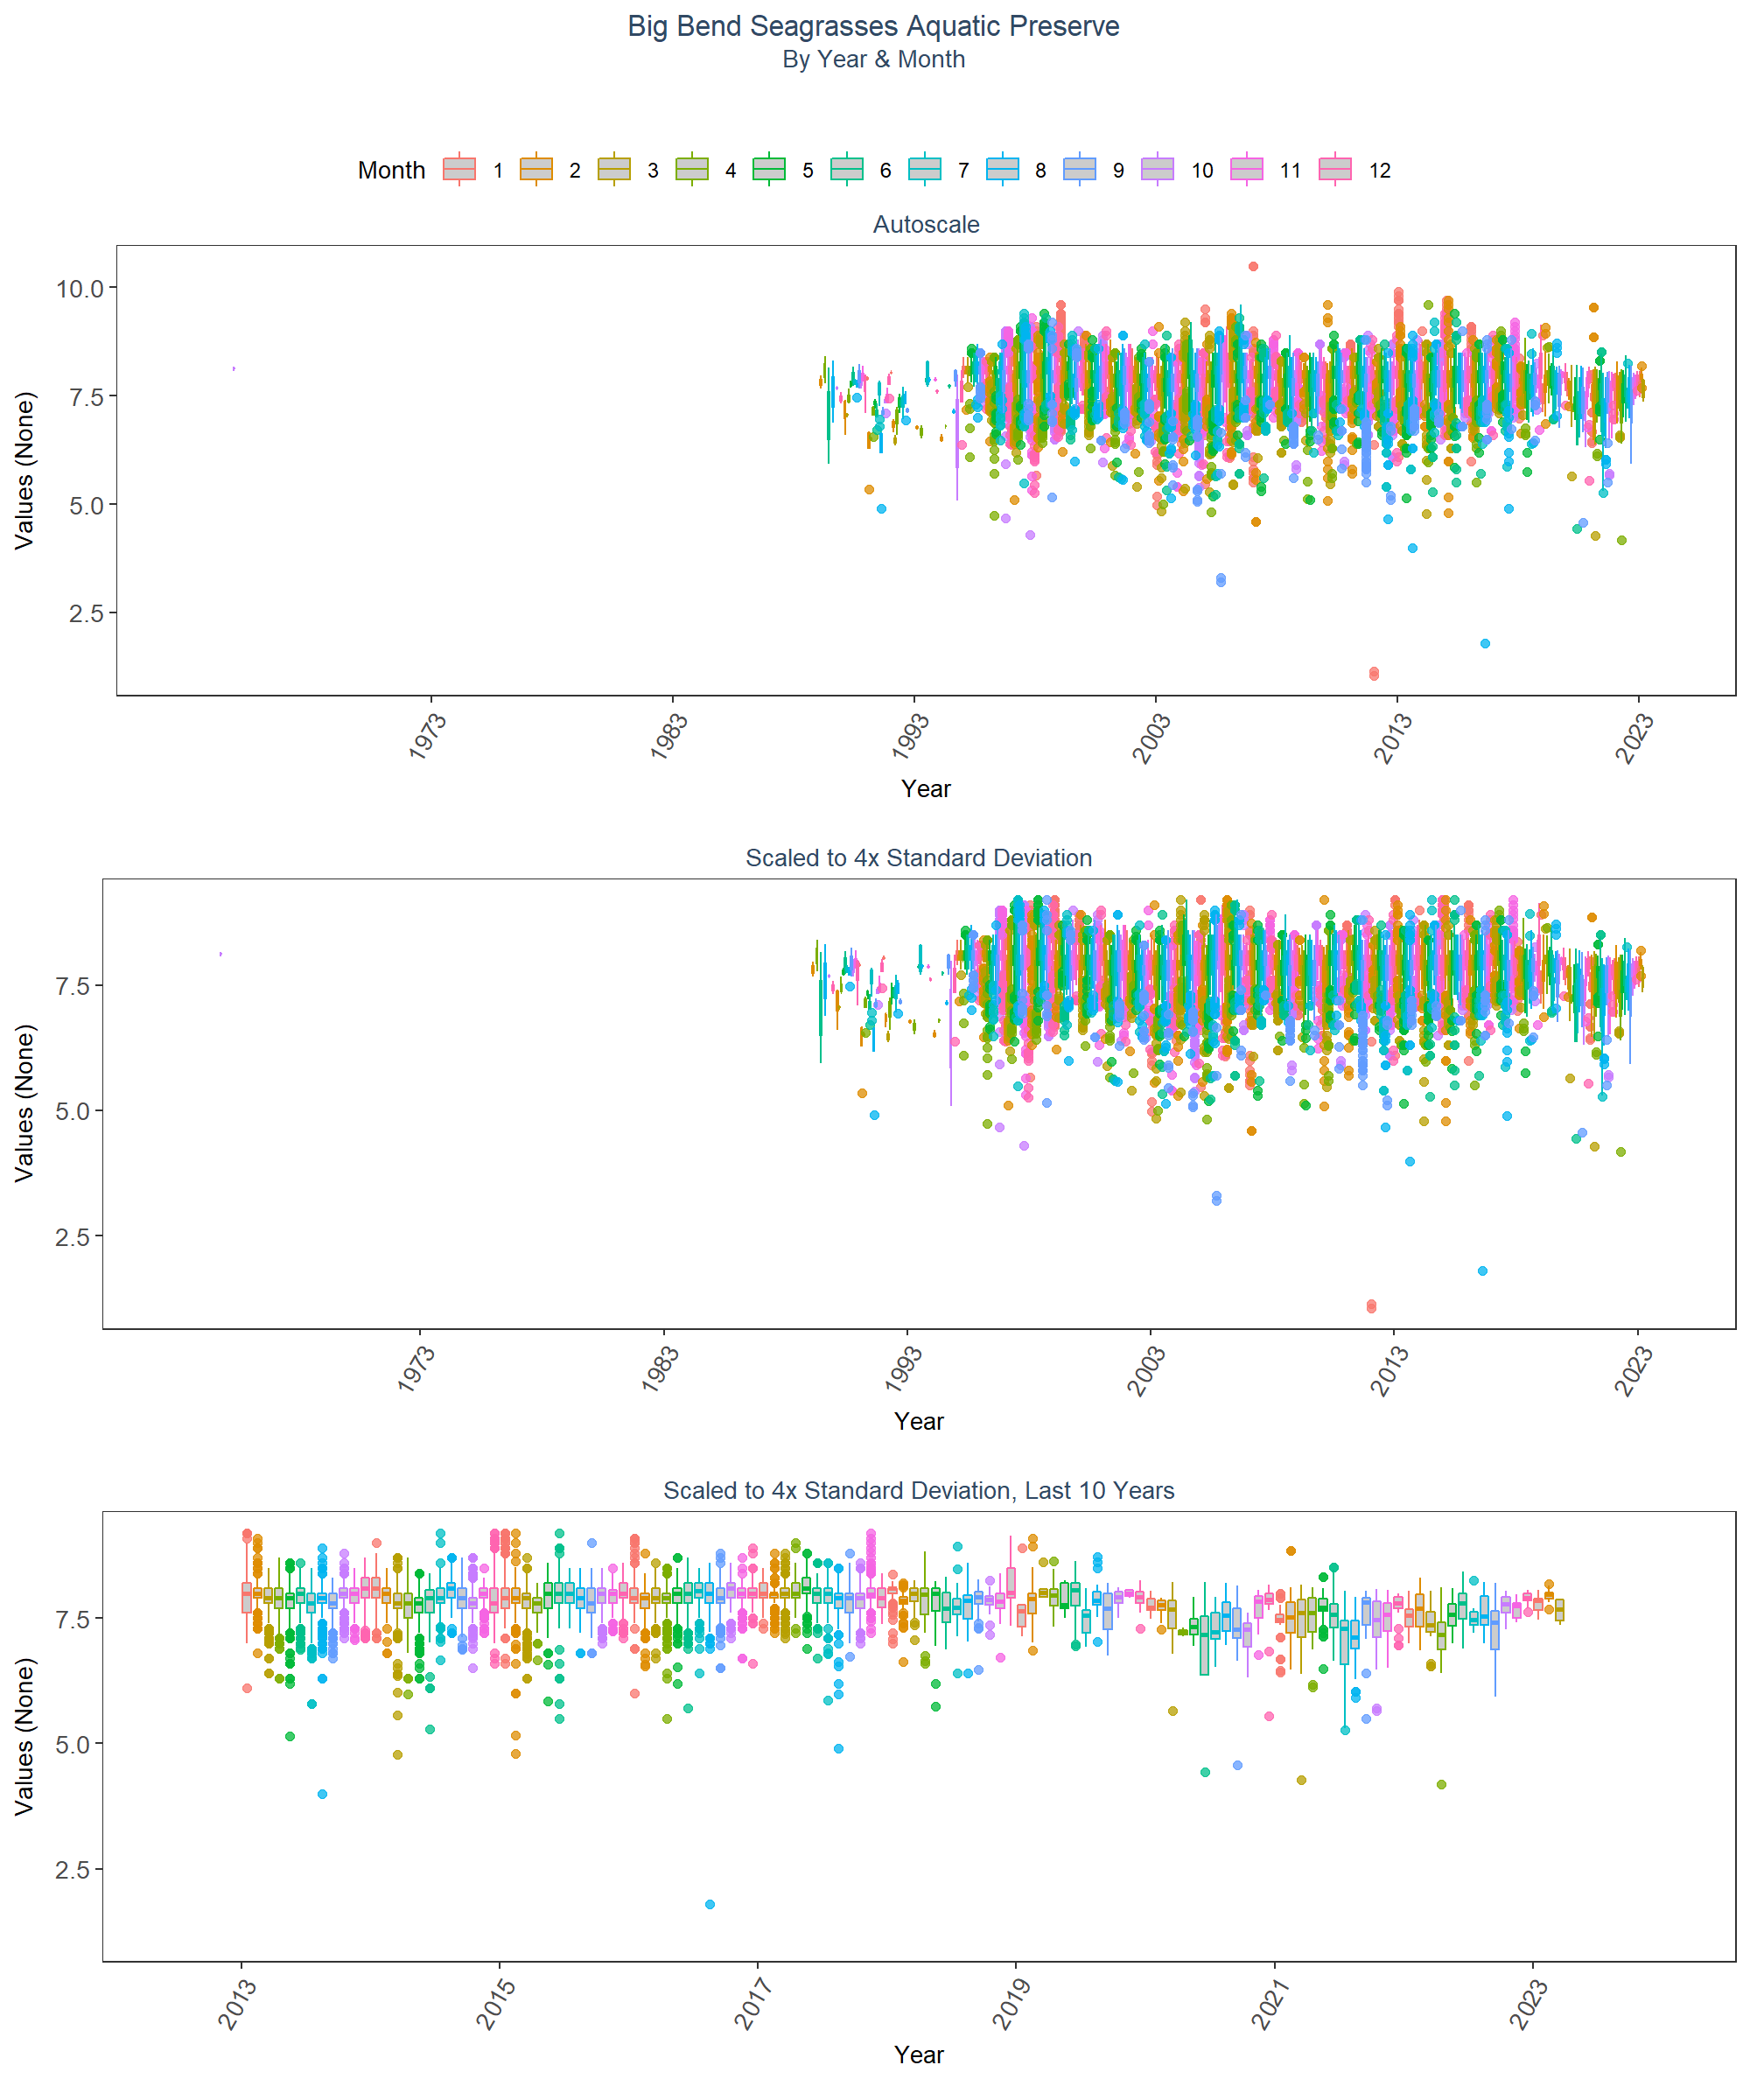 Big Bend Seagrasses Aquatic Preserve
By Year & Month
Month 1 2 3 4 5 6 7 8 9 10 11 12
Autoscale
Values (None)
10.0
7.5
5.0
2.5
1973 1983 1993 2003 2013 2023
Year
Scaled to 4x Standard Deviation
Values (None)
7.5
5.0
2.5
1973 1983 1993 2003 2013 2023
Year
Scaled to 4x Standard Deviation, Last 10 Years
Values (None)
7.5
5.0
2.5
2013 2015 2017 2019 2021 2023
Year